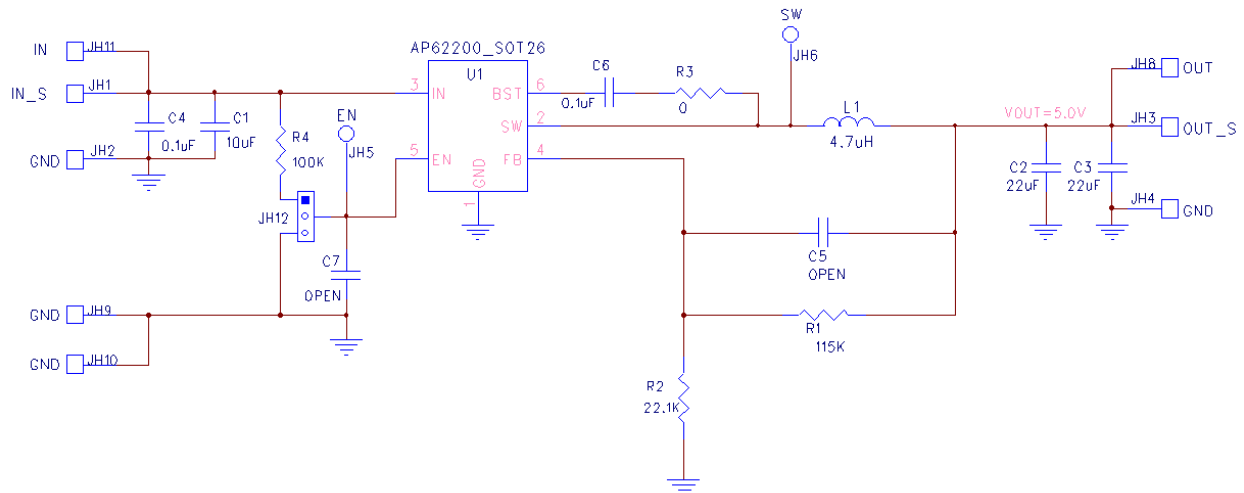 SW
JH6
IN
JH11
AP62200_SOT26
U1
C6
0.1uF
R3
0
JH8
OUT
IN_S
JH1
3
IN
BST
6
C4
0.1uF
C1
10uF
R4
100K
EN
JH5
SW
2
L1
4.7uH
VOUT=5.0V
JH3
OUT_S
GND
JH2
5
EN
FB
4
GND
1
C2
22uF
C3
22uF
JH4
GND
JH12
C7
OPEN
C5
OPEN
GND
JH9
R1
115K
GND
JH10
R2
22.1K